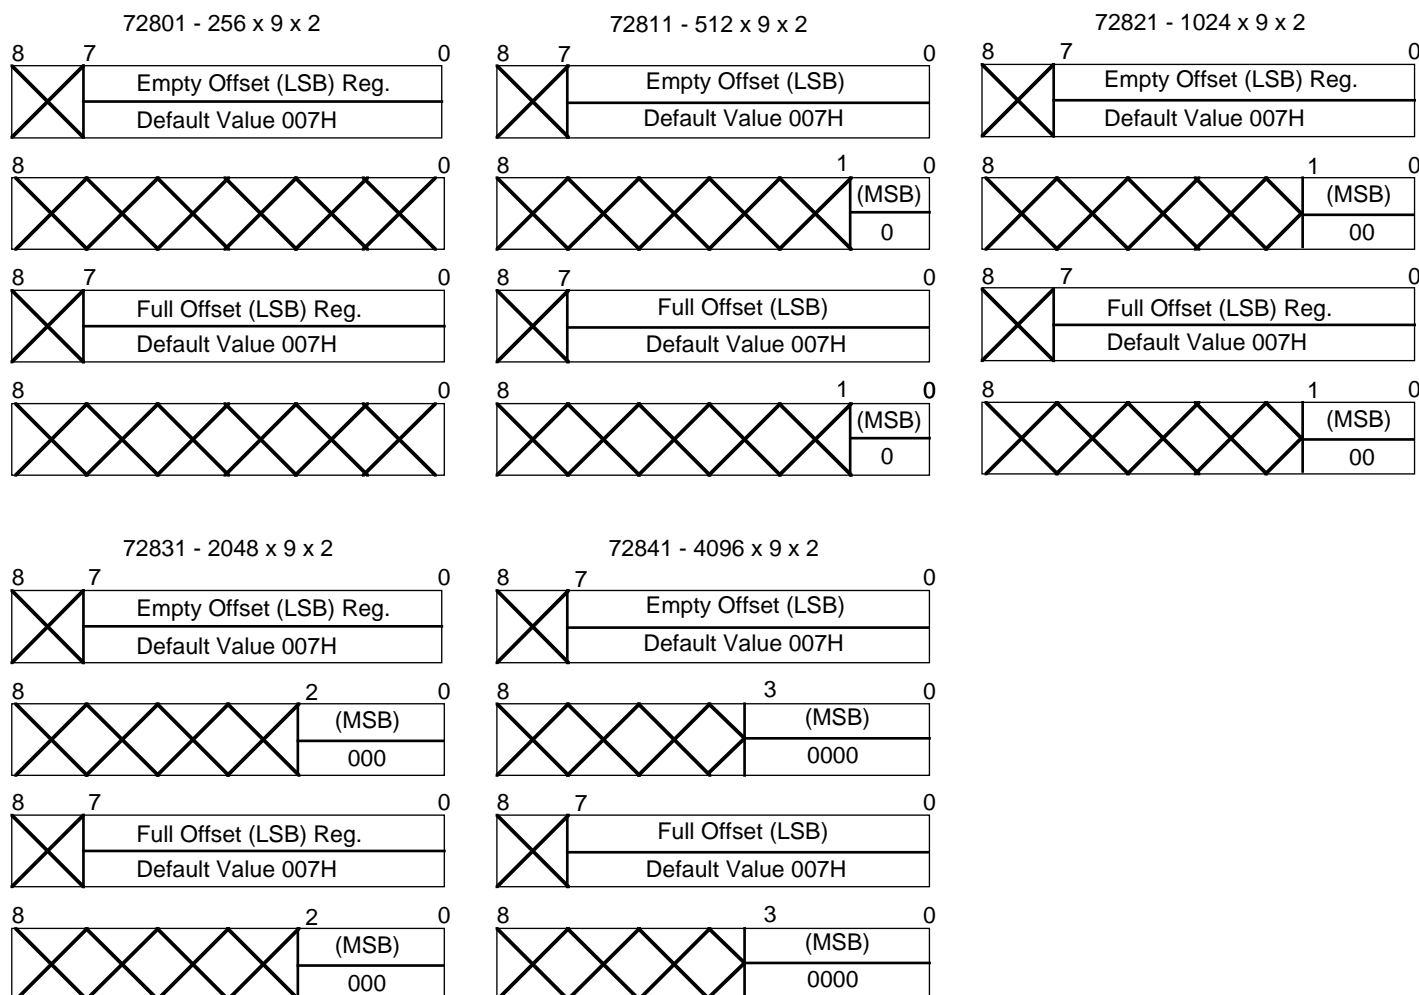 72801 - 256 x 9 x 2
8 7 0
Empty Offset (LSB) Reg.
Default Value 007H
8 0
8 7 0
Full Offset (LSB) Reg.
Default Value 007H
8 0
72811 - 512 x 9 x 2
8 7 0
Empty Offset (LSB)
Default Value 007H
8 1 0
(MSB)
0
8 7 0
Full Offset (LSB)
Default Value 007H
8 1 0
(MSB)
0
72821 - 1024 x 9 x 2
8 7 0
Empty Offset (LSB) Reg.
Default Value 007H
8 1 0
(MSB)
00
8 7 0
Full Offset (LSB) Reg.
Default Value 007H
8 1 0
(MSB)
00
72831 - 2048 x 9 x 2
8 7 0
Empty Offset (LSB) Reg.
Default Value 007H
8 2 0
(MSB)
000
8 7 0
Full Offset (LSB) Reg.
Default Value 007H
8 2 0
(MSB)
000
72841 - 4096 x 9 x 2
8 7 0
Empty Offset (LSB)
Default Value 007H
8 3 0
(MSB)
0000
8 7 0
Full Offset (LSB)
Default Value 007H
8 3 0
(MSB)
0000